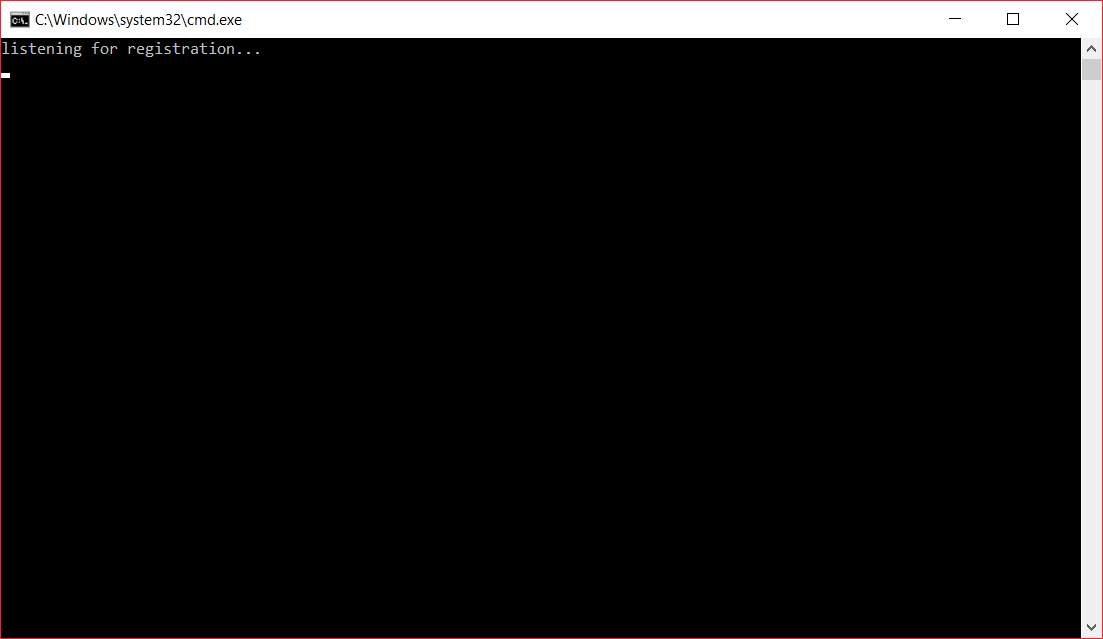 C:\Windows\system32\cmd.exe
listening for registration...